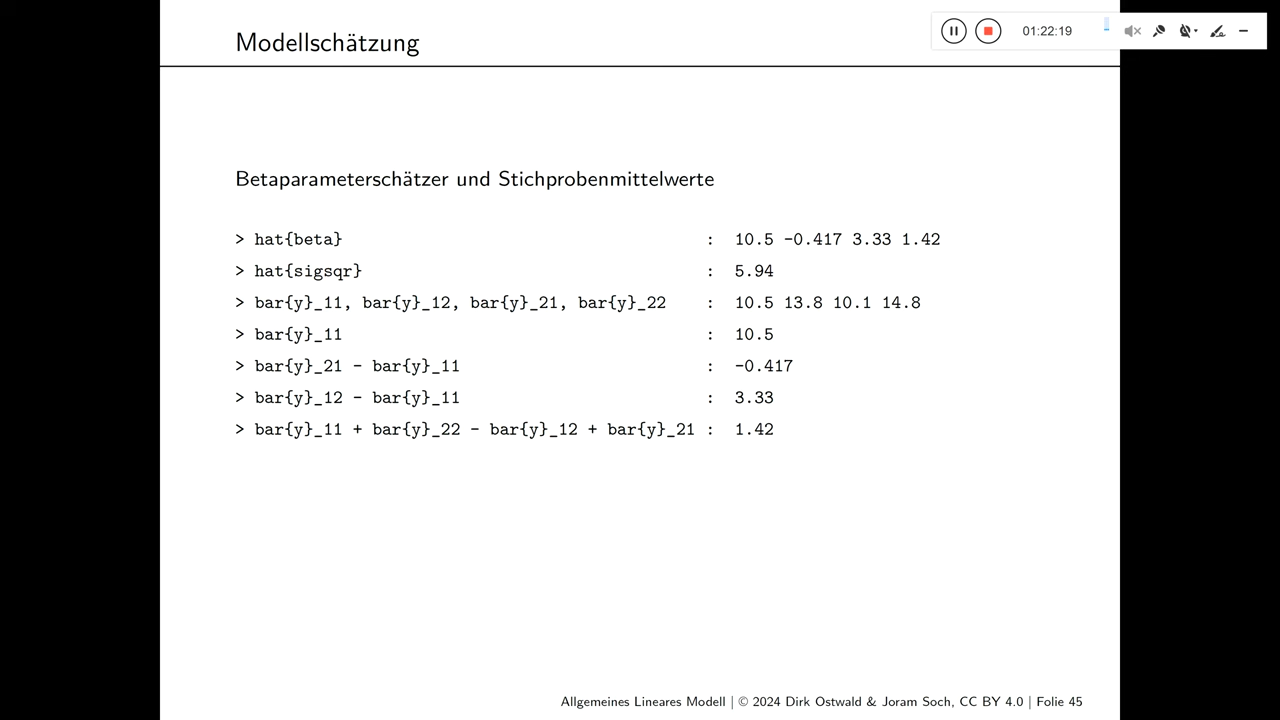 Modellschätzung
01:22:19
Betaparameterschätzer und Stichprobenmittelwerte
> hat{beta} : 10.5 -0.417 3.33 1.42
> hat{sigsqr} : 5.94
> bar{y}_11, bar{y}_12, bar{y}_21, bar{y}_22 : 10.5 13.8 10.1 14.8
> bar{y}_11 : 10.5
> bar{y}_21 - bar{y}_11 : -0.417
> bar{y}_12 - bar{y}_11 : 3.33
> bar{y}_11 + bar{y}_22 - bar{y}_12 + bar{y}_21 : 1.42
Allgemeines Lineares Modell | © 2024 Dirk Ostwald & Joram Soch, CC BY 4.0 | Folie 45